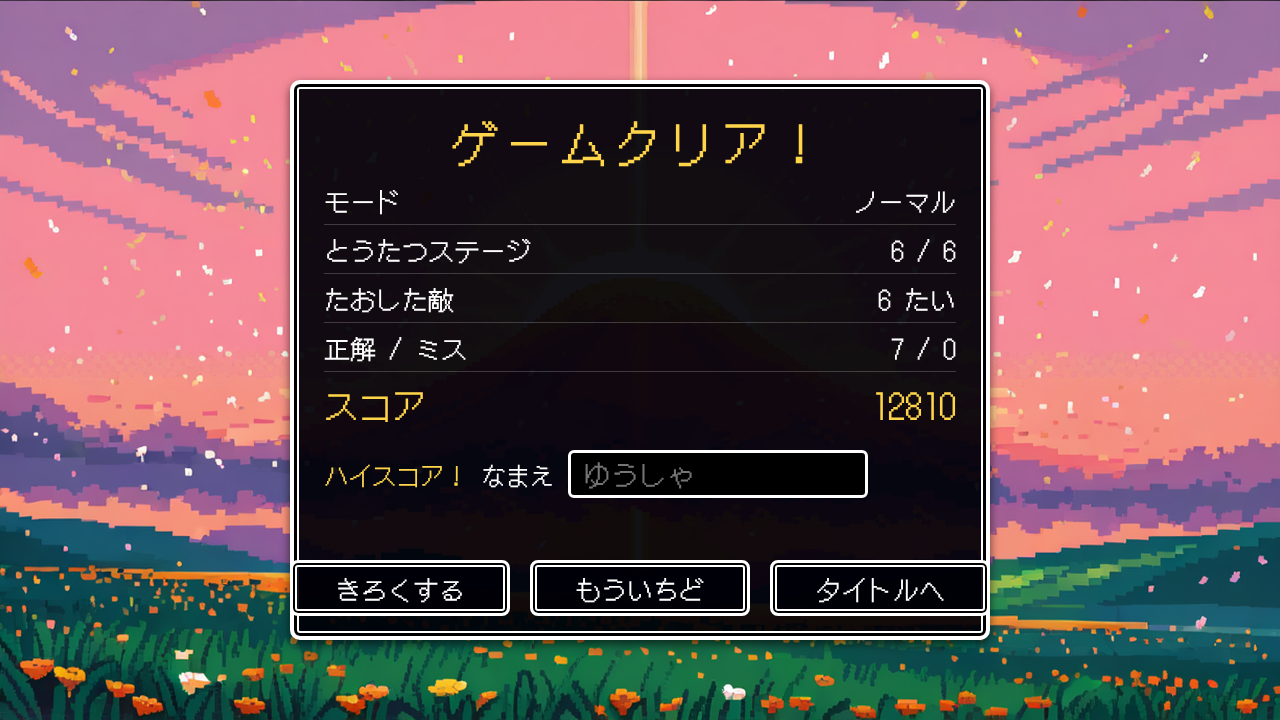 ゲームクリア！
モード ノーマル
とうたつステージ 6 / 6
たおした敵 6 たい
正解 / ミス 7 / 0
スコア 12810
ハイスコア！ なまえ ゆうしゃ
きろくする もういちど タイトルへ